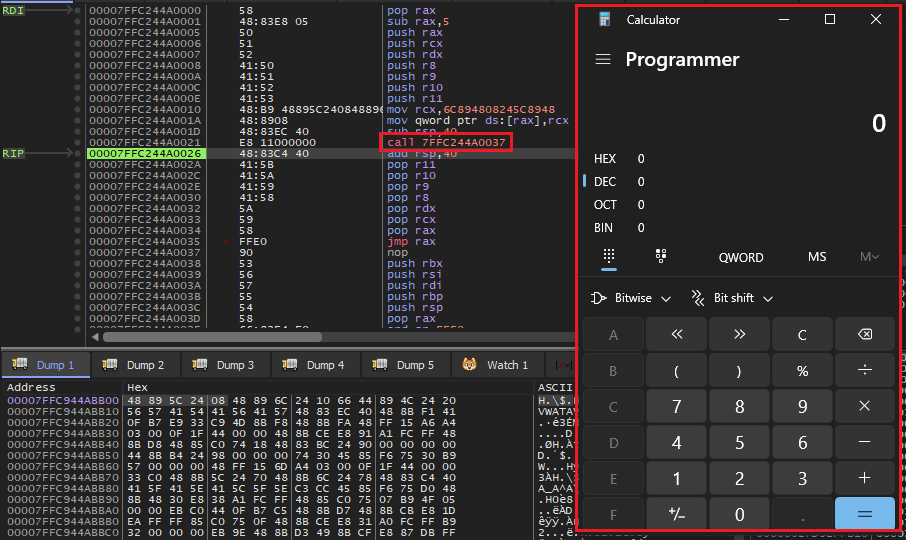 RDI 00007FFC244A0000 58 pop rax
00007FFC244A0001 48:83E8 05 sub rax,5
00007FFC244A0005 50 push rax
00007FFC244A0006 51 push rcx
00007FFC244A0007 52 push rdx
00007FFC244A0008 41:50 push r8
00007FFC244A000A 41:51 push r9
00007FFC244A000C 41:52 push r10
00007FFC244A000E 41:53 push r11
00007FFC244A0010 48:B9 48895C240848896 mov rcx,6C894808245C8948
00007FFC244A001A 48:8908 mov qword ptr ds:[rax],rcx
00007FFC244A001D 48:83EC 40 sub rsp,40
00007FFC244A0021 E8 11000000 call 7FFC244A0037
RIP 00007FFC244A0026 48:83C4 40 add rsp,40
00007FFC244A002A 41:5B pop r11
00007FFC244A002C 41:5A pop r10
00007FFC244A002E 41:59 pop r9
00007FFC244A0030 41:58 pop r8
00007FFC244A0032 5A pop rdx
00007FFC244A0033 59 pop rcx
00007FFC244A0034 58 pop rax
00007FFC244A0035 FFE0 jmp rax
00007FFC244A0037 90 nop
00007FFC244A0038 53 push rbx
00007FFC244A0039 56 push rsi
00007FFC244A003A 57 push rdi
00007FFC244A003B 55 push rbp
00007FFC244A003C 54 push rsp
00007FFC244A003D 58 pop rax
Dump 1 Dump 2 Dump 3 Dump 4 Dump 5 Watch 1
Address Hex ASCII
00007FFC944ABB00 48 89 5C 24 08 48 89 6C 24 10 66 44 89 4C 24 20 H.\$.
00007FFC944ABB10 56 57 41 54 41 56 41 57 48 83 EC 40 48 8B F1 41 VWATAV
00007FFC944ABB20 0F B7 E9 33 C9 4D 8B F8 48 8B FA 48 FF 15 A6 A4
00007FFC944ABB30 03 00 0F 1F 44 00 00 48 8B CE E8 91 A1 FC FF 48
00007FFC944ABB40 8B D8 48 85 C0 74 18 48 83 BC 24 90 00 00 00 00
00007FFC944ABB50 44 8B B4 24 98 00 00 00 74 30 45 85 F6 75 30 B9
00007FFC944ABB60 57 00 00 00 48 FF 15 6D A4 03 00 0F 1F 44 00 00
00007FFC944ABB70 33 C0 48 8B 5C 24 70 48 8B 6C 24 78 48 83 C4 40
00007FFC944ABB80 41 5F 41 5E 41 5C 5F 5E C3 CC 45 85 F6 75 D0 48
00007FFC944ABB90 8B 48 30 E8 38 A1 FC FF 48 85 C0 75 07 B9 4F 05
00007FFC944ABBA0 00 00 EB C0 44 0F B7 C5 48 8B D7 48 8B CB E8 1D
00007FFC944ABBB0 EA FF FF 85 C0 75 0F 48 8B CE E8 31 A0 FC FF B9
00007FFC944ABBC0 32 00 00 00 EB 9E 48 8B D3 49 8B CF E8 87 DB FF
Calculator
Programmer
0
HEX 0
DEC 0
OCT 0
BIN 0
QWORD MS M
Bitwise Bit shift
A « » C
B ( ) % ÷
C 7 8 9 ×
D 4 5 6 −
E 1 2 3 +
F +/− 0 . =